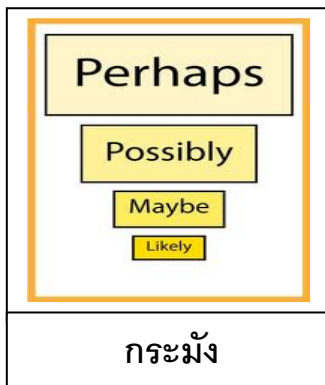 Perhaps
Possibly
Maybe
Likely
กระมัง